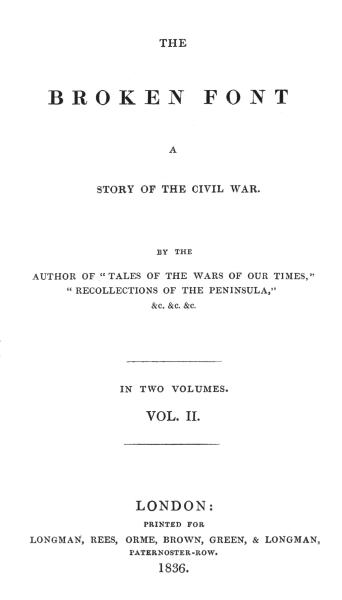 THE
BROKEN FONT
A
STORY OF THE CIVIL WAR.
BY THE
AUTHOR OF “ TALES OF THE WARS OF OUR TIMES,”
“ RECOLLECTIONS OF THE PENINSULA,”
&c. &c. &c.
IN TWO VOLUMES.
VOL. II.
LONDON:
PRINTED FOR
LONGMAN, REES, ORME, BROWN, GREEN, & LONGMAN,
PATERNOSTER-ROW.
1836.